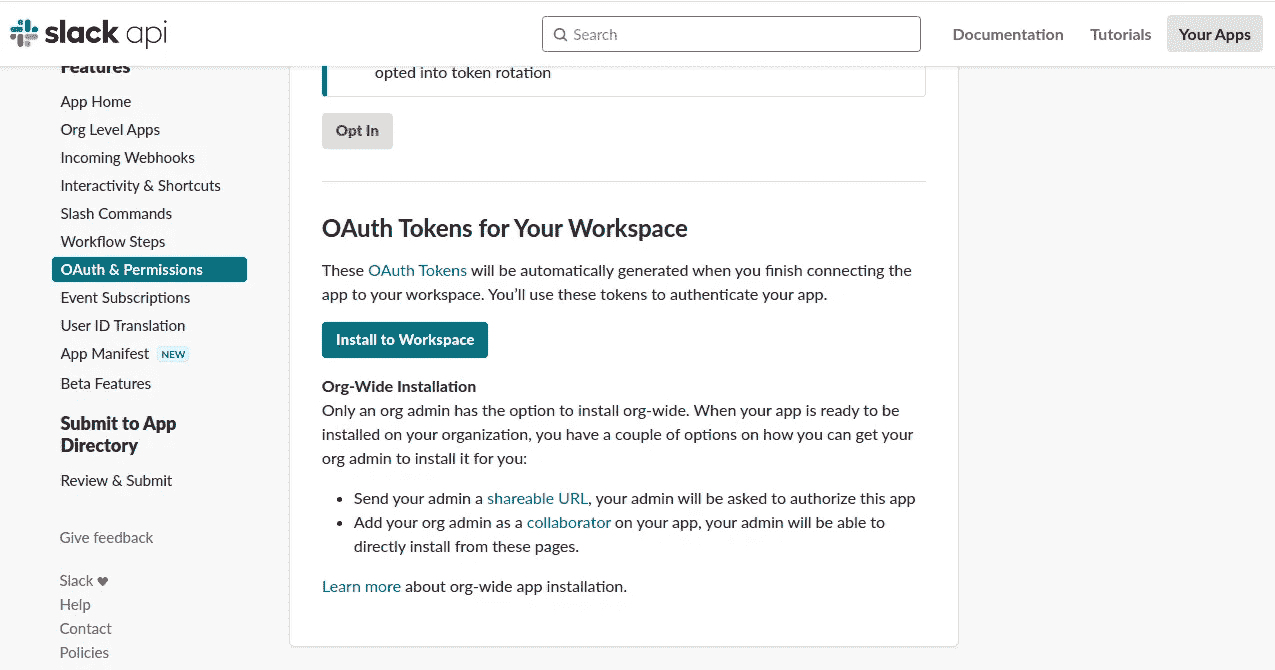 slack api
Search
Documentation
Tutorials
Your Apps
Features
App Home
Org Level Apps
Incoming Webhooks
Interactivity & Shortcuts
Slash Commands
Workflow Steps
OAuth & Permissions
Event Subscriptions
User ID Translation
App Manifest NEW
Beta Features
Submit to App
Directory
Review & Submit
Give feedback
Slack ♥
Help
Contact
Policies
opted into token rotation
Opt In
OAuth Tokens for Your Workspace
These OAuth Tokens will be automatically generated when you finish connecting the
app to your workspace. You’ll use these tokens to authenticate your app.
Install to Workspace
Org-Wide Installation
Only an org admin has the option to install org-wide. When your app is ready to be
installed on your organization, you have a couple of options on how you can get your
org admin to install it for you:
• Send your admin a shareable URL, your admin will be asked to authorize this app
• Add your org admin as a collaborator on your app, your admin will be able to
directly install from these pages.
Learn more about org-wide app installation.